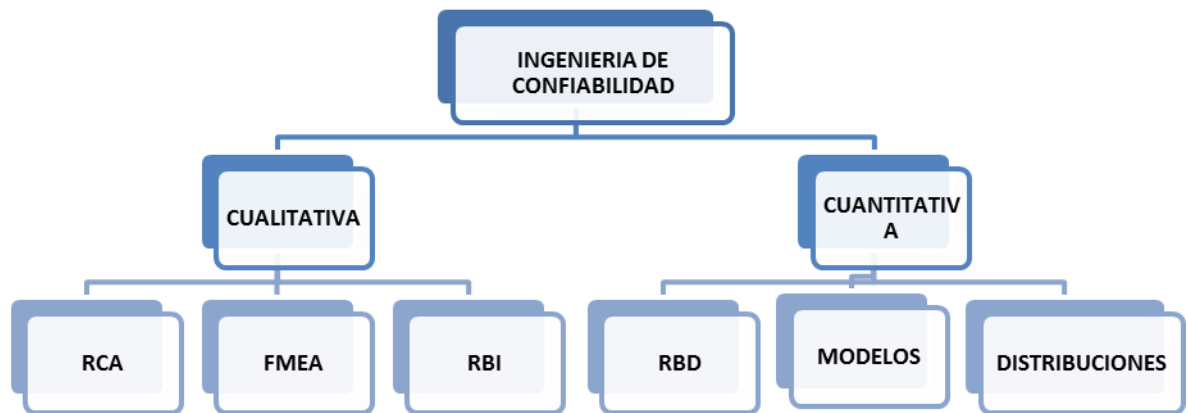 INGENIERIA DE
CONFIABILIDAD
CUALITATIVA
CUANTITATIV
A
RCA
FMEA
RBI
RBD
MODELOS
DISTRIBUCIONES